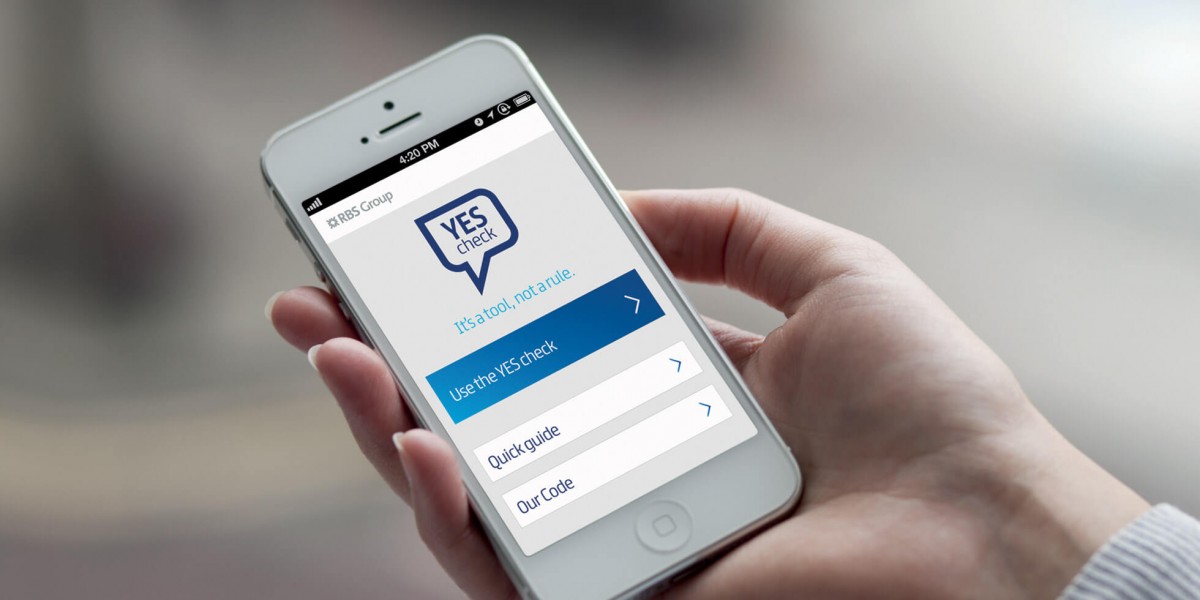 4:20 PM
RBS Group
YES
check
It's a tool, not a rule.
Use the YES check
Quick guide
Our Code